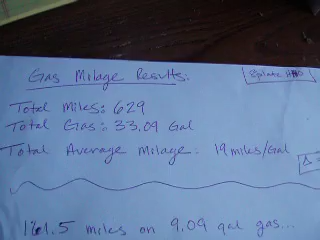 Gas Milage Results:
Total Miles: 629
Total Gas: 33.09 Gal
Total Average Milage: 19 miles/Gal
Δ =
161.5 miles on 9.09 gal gas...